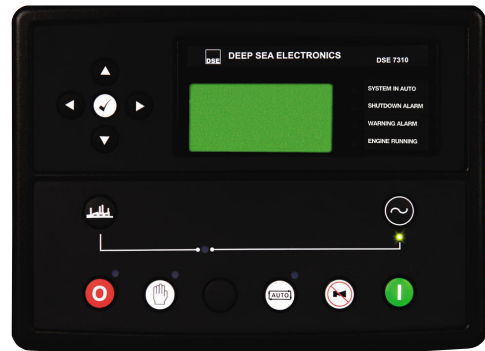 DSE DEEP SEA ELECTRONICS
DSE 7310
SYSTEM IN AUTO
SHUTDOWN ALARM
WARNING ALARM
ENGINE RUNNING
O
AUTO
I